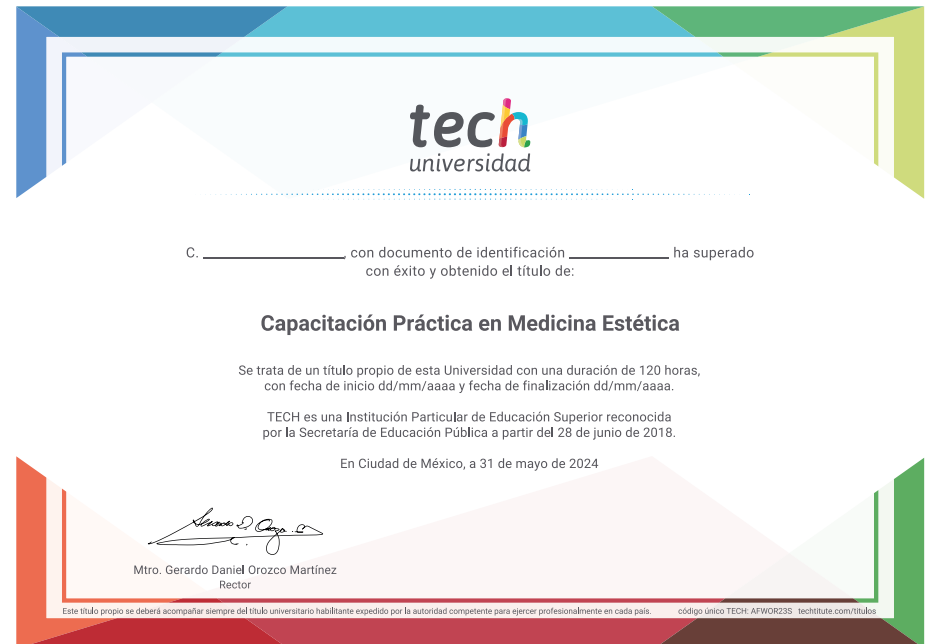 tech
universidad
C. ____________, con documento de identificación ____________ ha superado
con éxito y obtenido el título de:
Capacitación Práctica en Medicina Estética
Se trata de un título propio de esta Universidad con una duración de 120 horas,
con fecha de inicio dd/mm/aaaa y fecha de finalización dd/mm/aaaa.
TECH es una Institución Particular de Educación Superior reconocida
por la Secretaría de Educación Pública a partir del 28 de junio de 2018.
En Ciudad de México, a 31 de mayo de 2024
Mtro. Gerardo Daniel Orozco Martínez
Rector
Este título propio se deberá acompañar siempre del título universitario habilitante expedido por la autoridad competente para ejercer profesionalmente en cada país. código único TECH: AFWOR23S techtitute.com/titulos